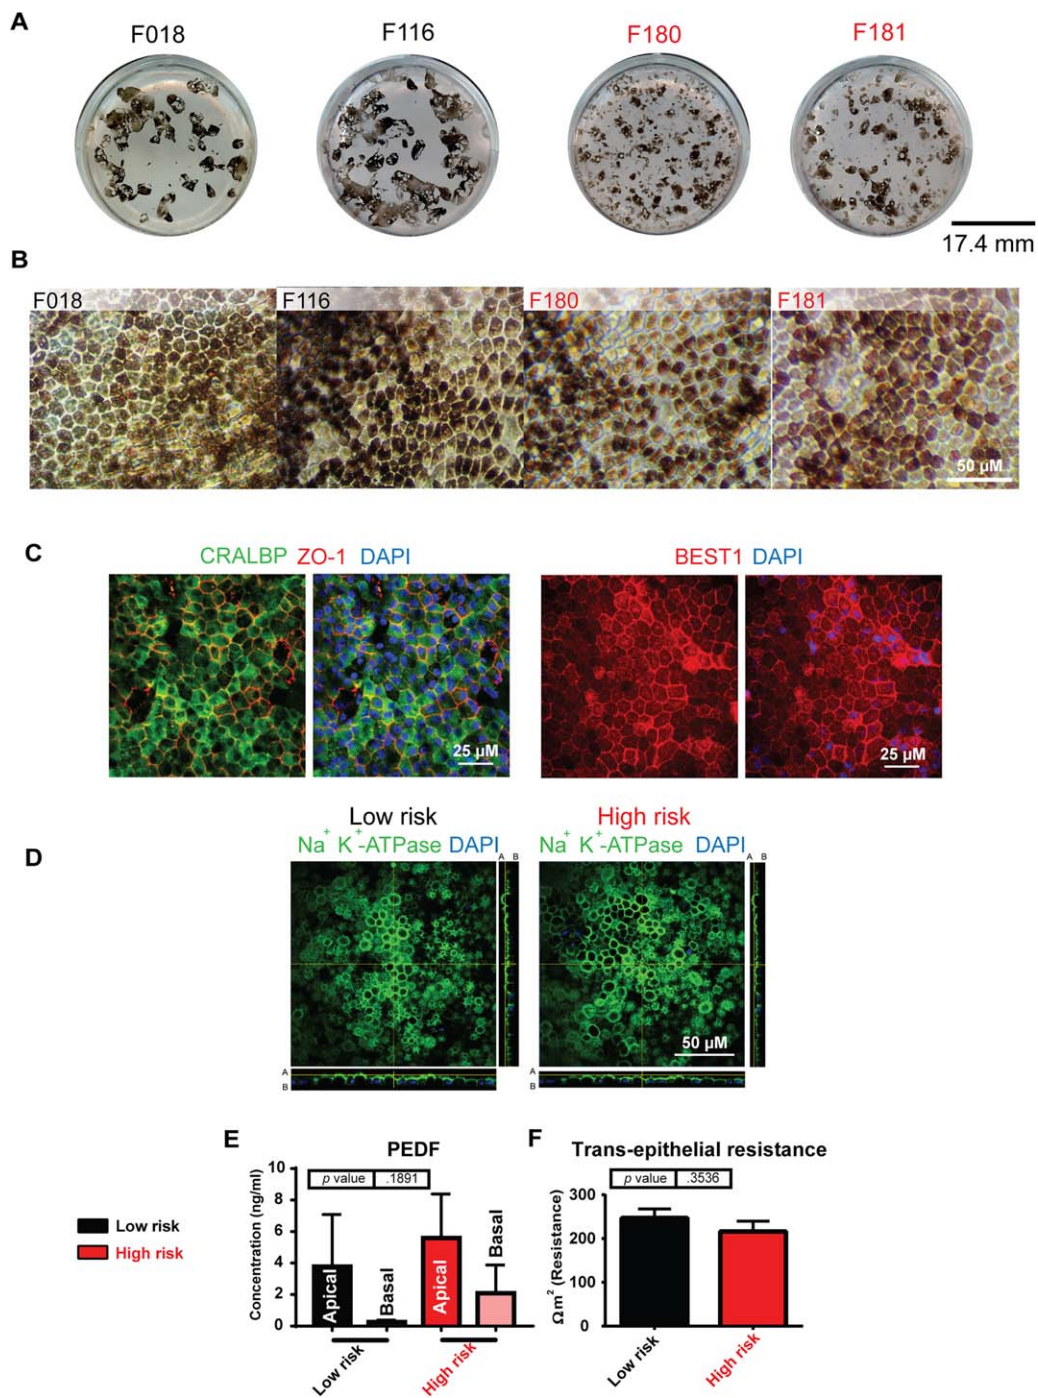 A
F018 F116 F180 F181
17.4 mm
B
F018 F116 F180 F181
50 µM
C
CRALBP ZO-1 DAPI BEST1 DAPI
25 µM 25 µM
Low risk High risk
D
Na+ K+-ATPase DAPI Na+ K+-ATPase DAPI
A B A B
50 µM
A A
B B
E PEDF
F Trans-epithelial resistance
p value .1891
p value .3536
Concentration (ng/ml)
10
8
6
4
2
0
Apical
Basal
Apical
Basal
Low risk
High risk
Ωm² (Resistance)
300
200
100
0
Low risk
High risk
Low risk
High risk